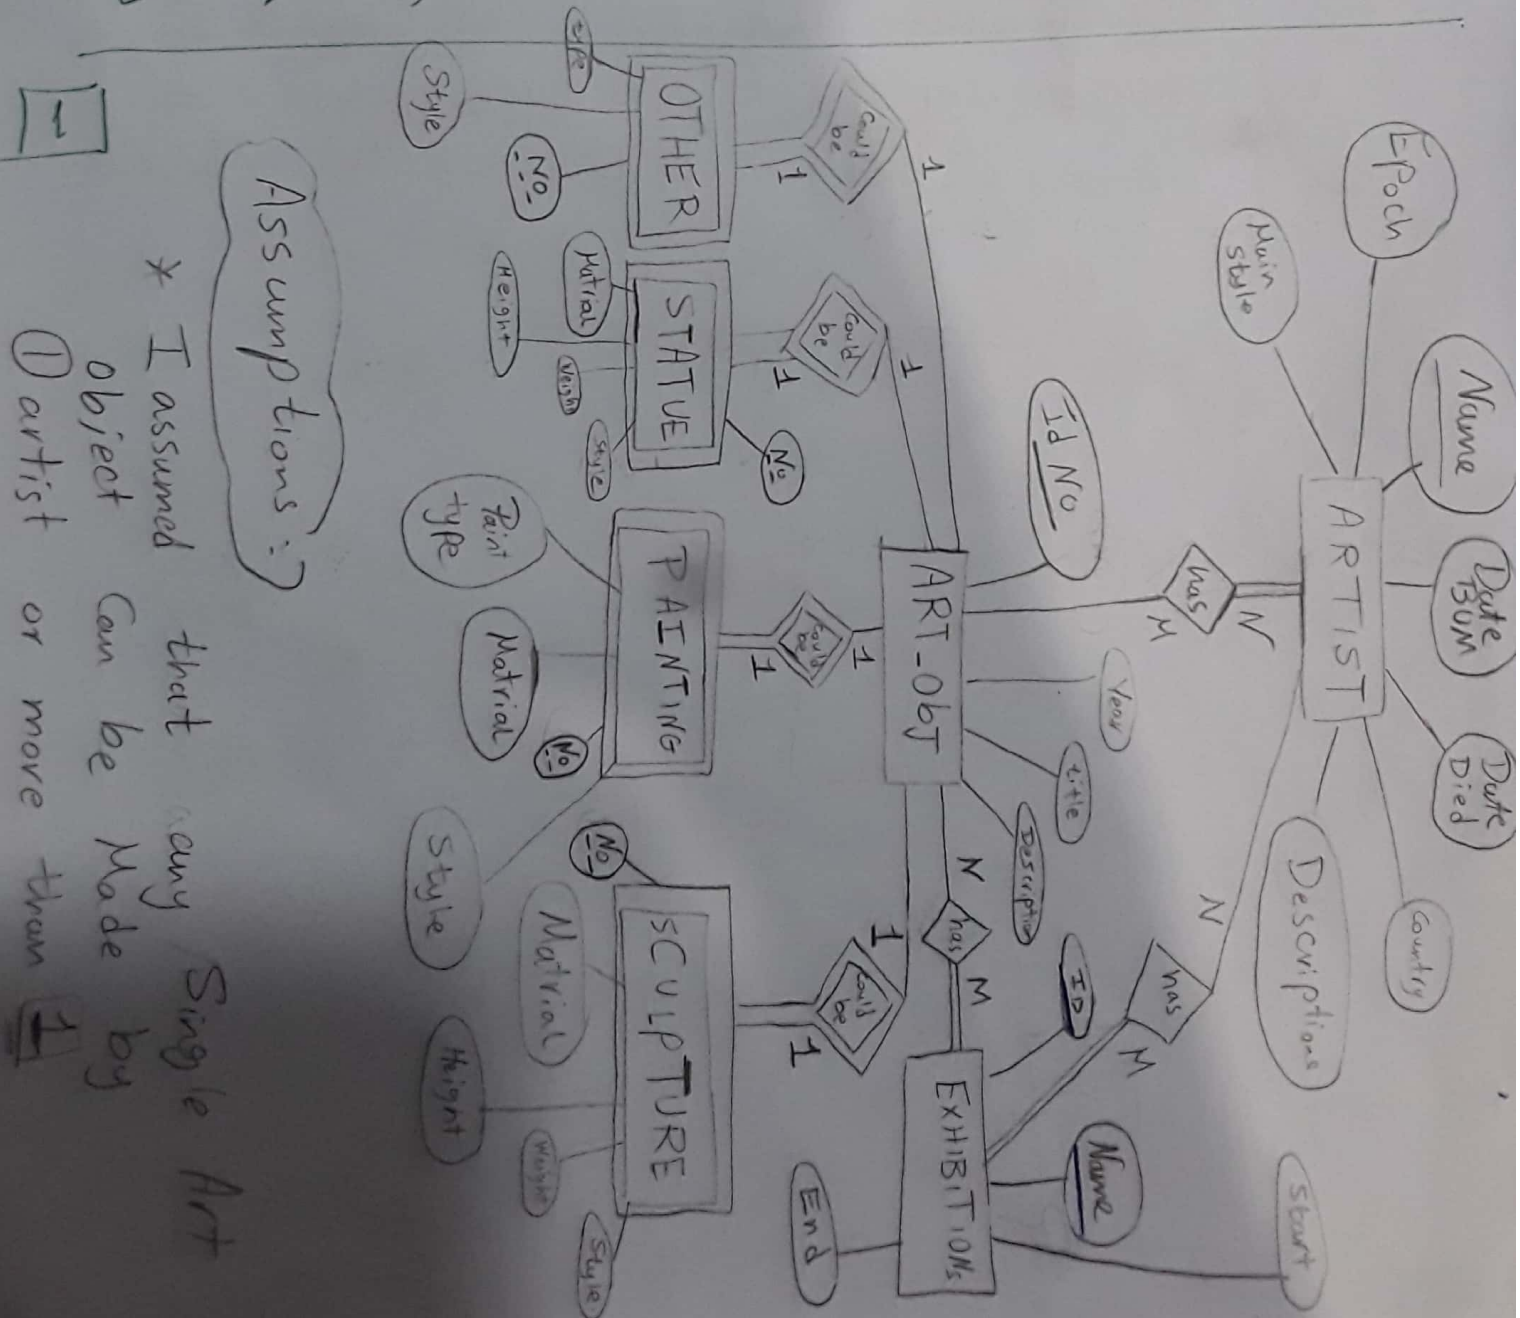 Epoch
Main
style
Name
Date
BON
Date
Died
Country
Descriptions
ARTIST
has
N
M
has
N
M
Id No
Year
title
Description
ART_ObJ
has
N
M
ID
Name
Start
End
EXHIBITIONs
could
be
1
1
could
be
1
1
could
be
1
1
could
be
1
1
OTHER
type
Style
No
STATUE
Matrial
Height
Weight
Style
No
PAINTING
Paint
type
Matrial
No
Style
SCULPTURE
No
Matrial
Height
Weight
Style
Assumptions :)
* I assumed that any Single Art
object Can be Made by
① artist or more than 1
1